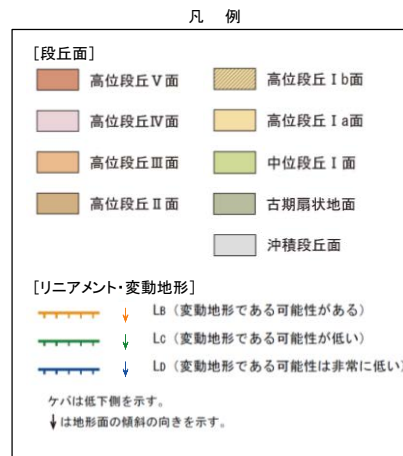 凡 例
[段丘面]
高位段丘Ⅴ面
高位段丘Ⅳ面
高位段丘Ⅲ面
高位段丘Ⅱ面
高位段丘Ⅰb面
高位段丘Ⅰa面
中位段丘Ⅰ面
古期扇状地面
沖積段丘面
[リニアメント・変動地形]
LB (変動地形である可能性がある)
LC (変動地形である可能性が低い)
LD (変動地形である可能性は非常に低い)
ケバは低下側を示す。
↓は地形面の傾斜の向きを示す。